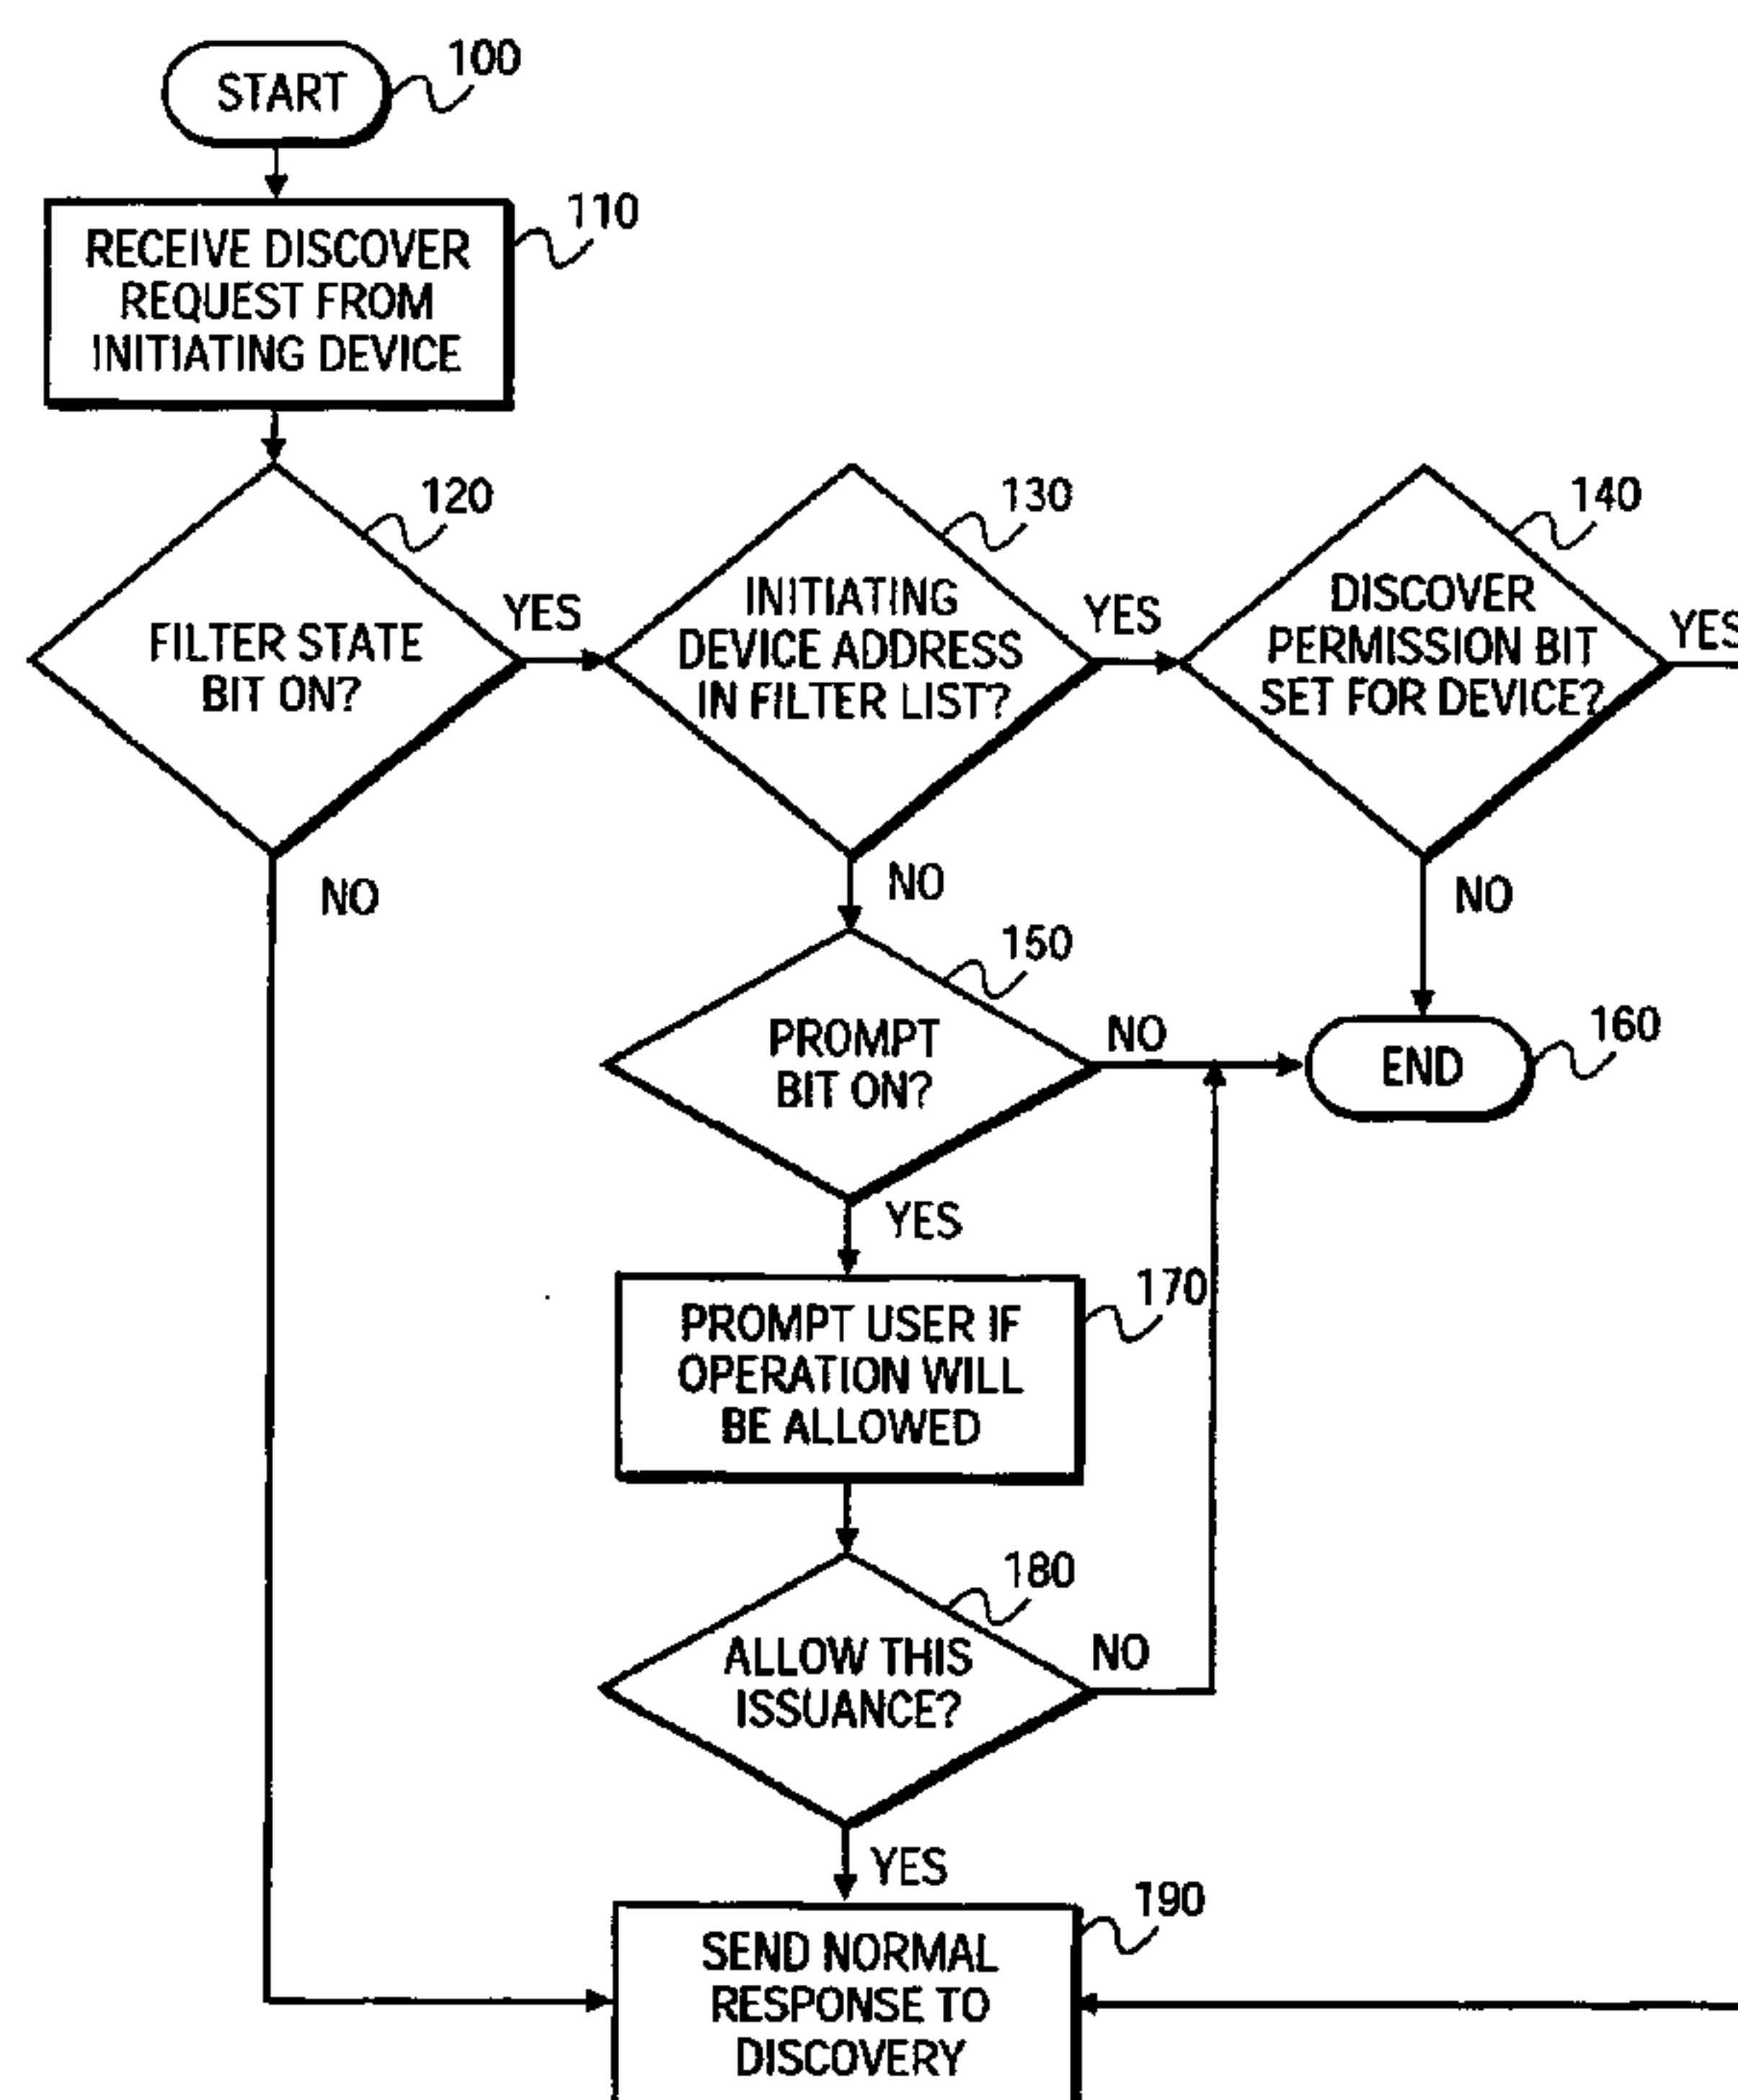 START
100
RECEIVE DISCOVER
REQUEST FROM
INITIATING DEVICE
110
FILTER STATE
BIT ON?
120
YES
NO
INITIATING
DEVICE ADDRESS
IN FILTER LIST?
130
YES
NO
DISCOVER
PERMISSION BIT
SET FOR DEVICE?
140
YES
NO
PROMPT
BIT ON?
150
NO
YES
END
160
PROMPT USER IF
OPERATION WILL
BE ALLOWED
170
ALLOW THIS
ISSUANCE?
180
NO
YES
SEND NORMAL
RESPONSE TO
DISCOVERY
190